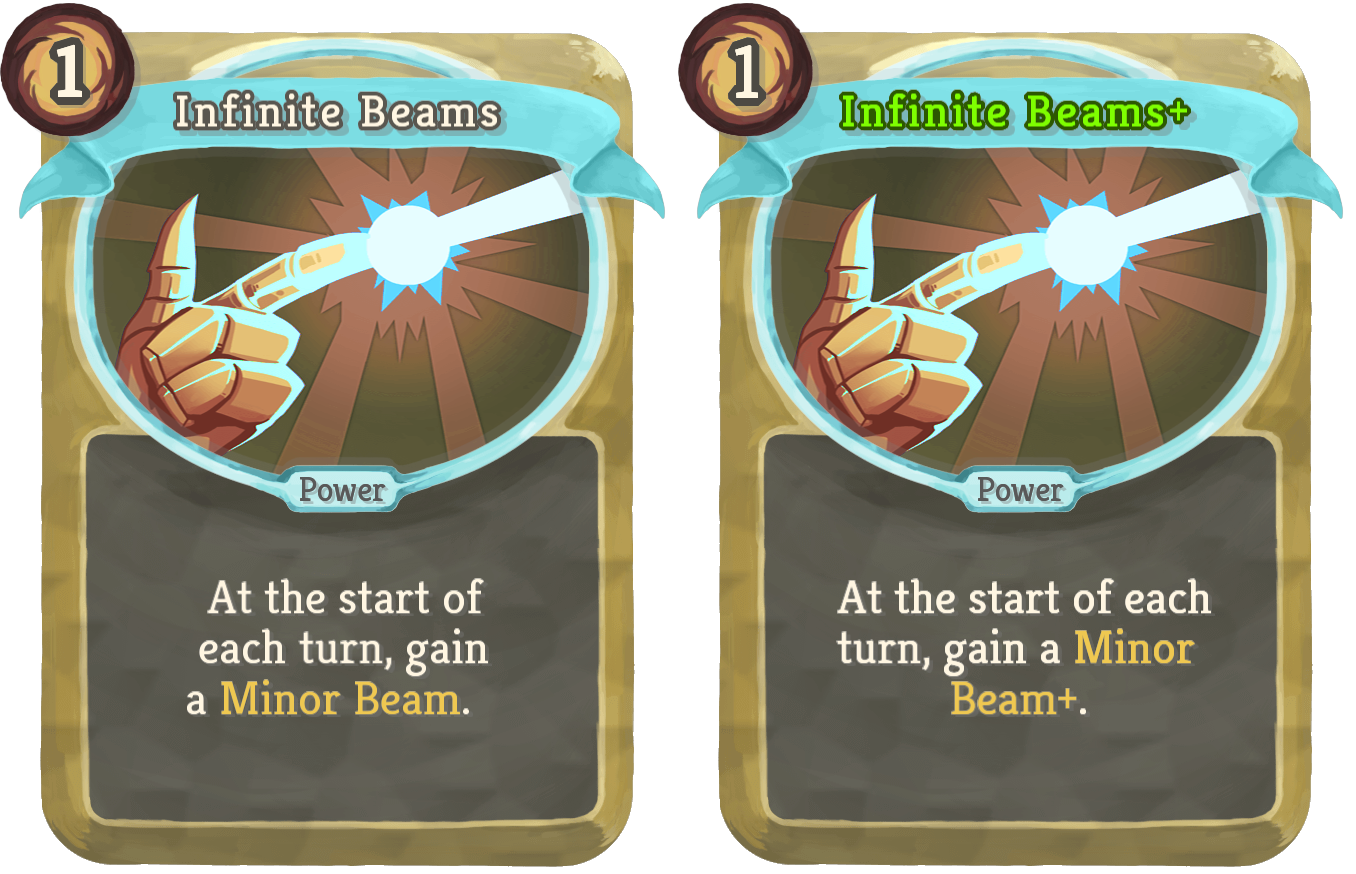 1
Infinite Beams
Power
At the start of
each turn, gain
a Minor Beam.
1
Infinite Beams+
Power
At the start of each
turn, gain a Minor
Beam+.